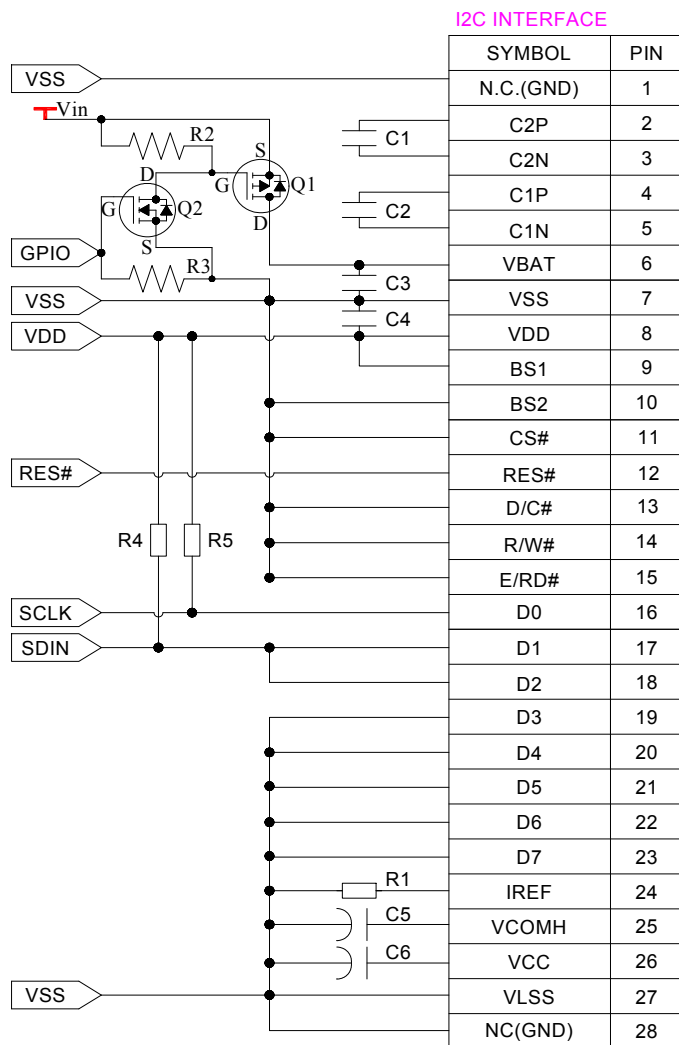 I2C INTERFACE
SYMBOL PIN
VSS N.C.(GND) 1
Vin
R2 C1 C2P 2
S
D C2N 3
G Q1
G Q2 C2 C1P 4
D
S C1N 5
GPIO R3 VBAT 6
C3
VSS VSS 7
C4
VDD VDD 8
BS1 9
BS2 10
CS# 11
RES# RES# 12
D/C# 13
R4 R5 R/W# 14
E/RD# 15
SCLK D0 16
SDIN D1 17
D2 18
D3 19
D4 20
D5 21
D6 22
D7 23
R1 IREF 24
C5 VCOMH 25
C6 VCC 26
VSS VLSS 27
NC(GND) 28